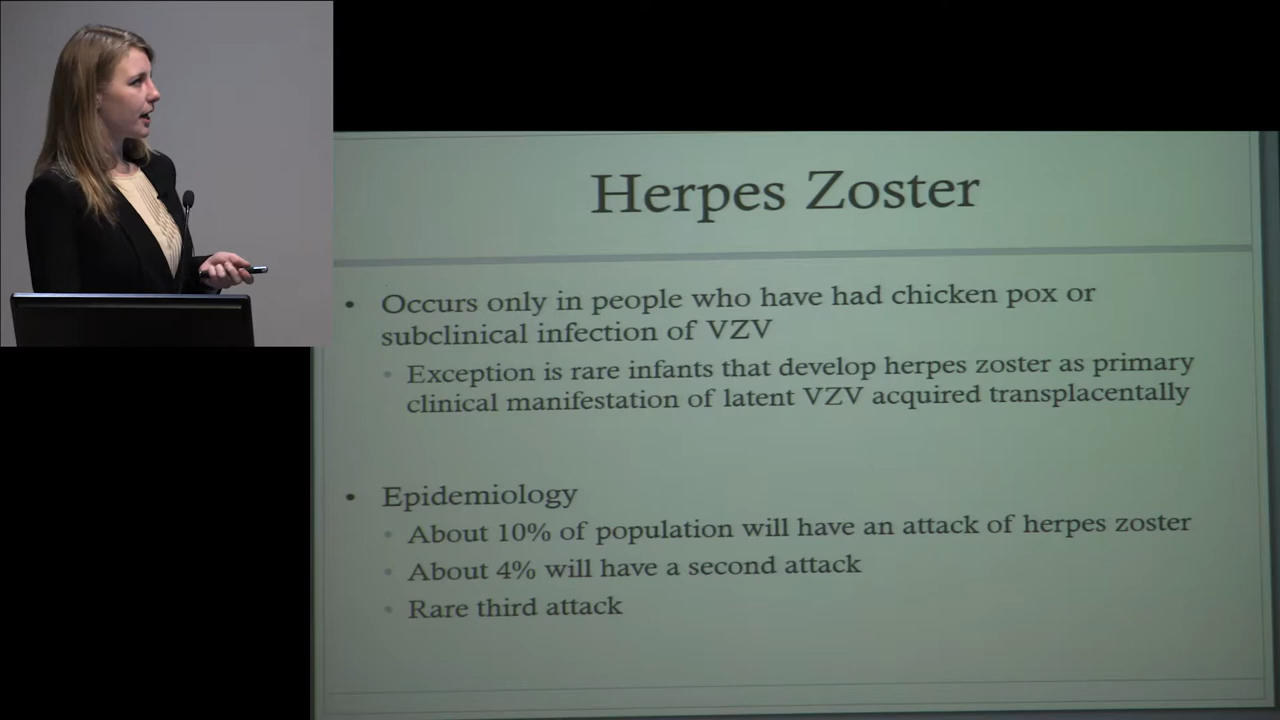 Herpes Zoster
• Occurs only in people who have had chicken pox or
subclinical infection of VZV
• Exception is rare infants that develop herpes zoster as primary
clinical manifestation of latent VZV acquired transplacentally
• Epidemiology
• About 10% of population will have an attack of herpes zoster
• About 4% will have a second attack
• Rare third attack